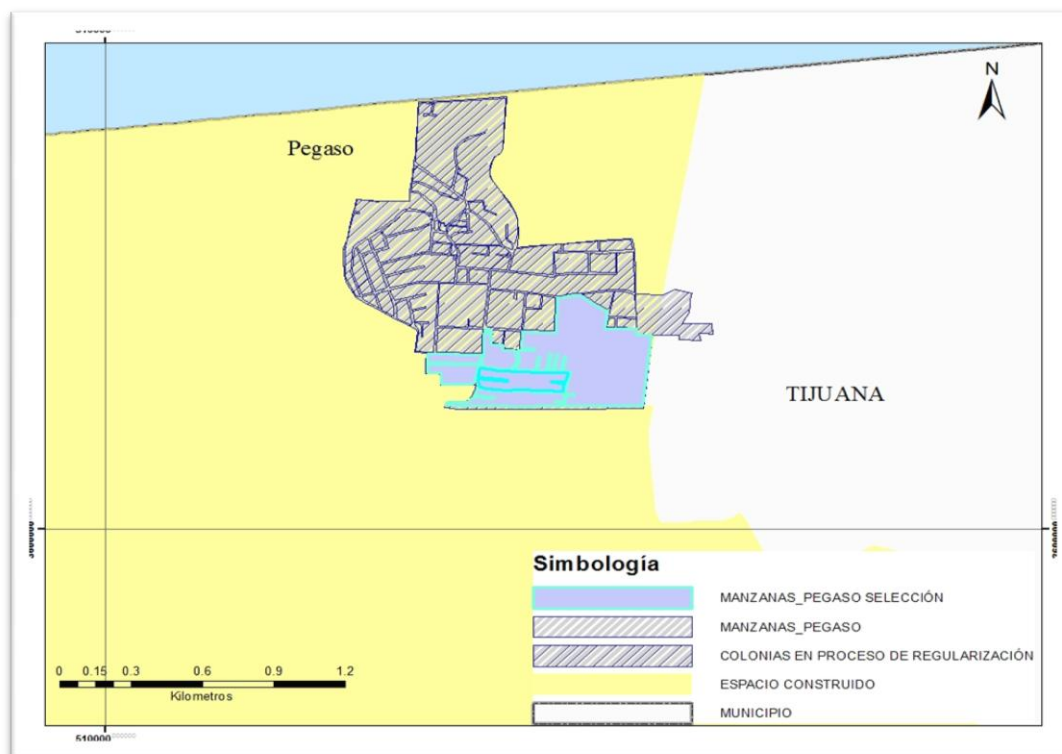 N
Pegaso
TIJUANA
Simbología
MANZANAS_PEGASO SELECCIÓN
MANZANAS_PEGASO
COLONIAS EN PROCESO DE REGULARIZACIÓN
ESPACIO CONSTRUIDO
MUNICIPIO
0 0.15 0.3 0.6 0.9 1.2
Kilometros
510000